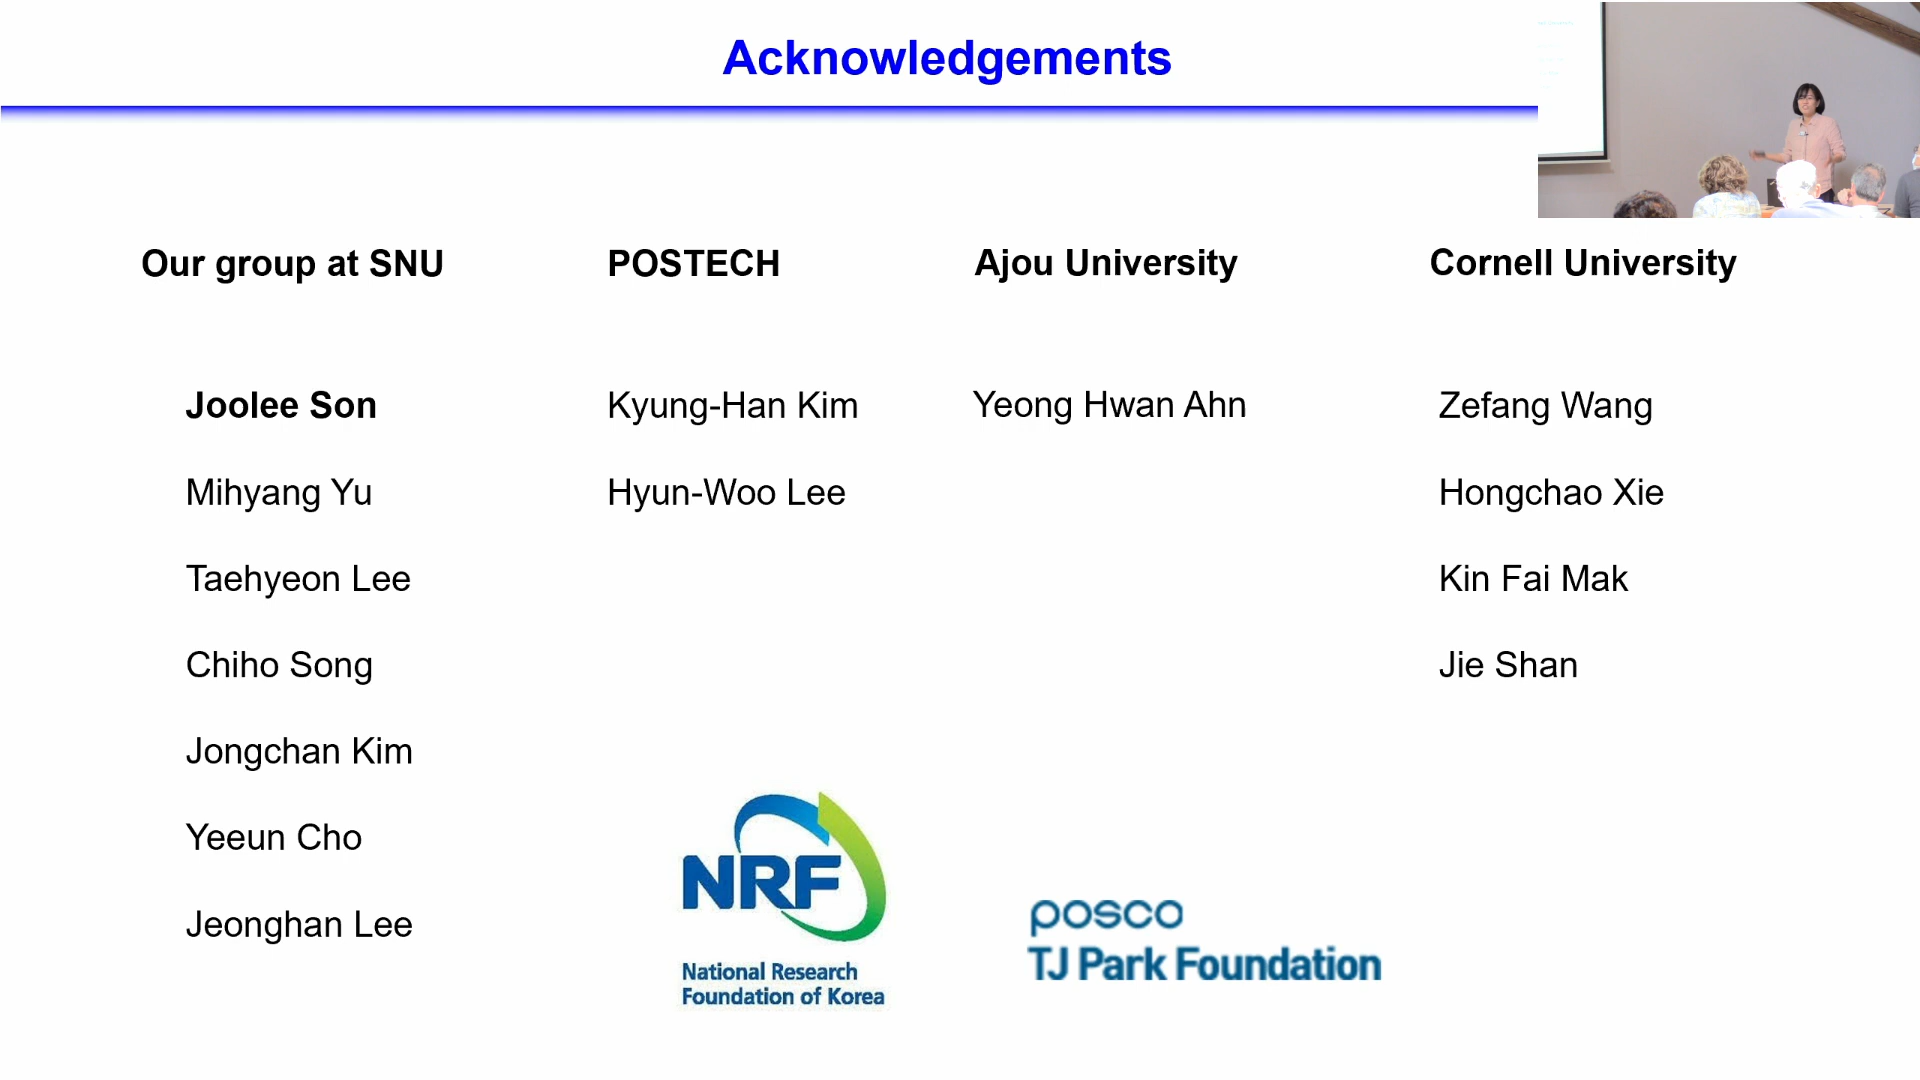 Acknowledgements
Our group at SNU
Joolee Son
Mihyang Yu
Taehyeon Lee
Chiho Song
Jongchan Kim
Yeeun Cho
Jeonghan Lee
POSTECH
Kyung-Han Kim
Hyun-Woo Lee
Ajou University
Yeong Hwan Ahn
Cornell University
Zefang Wang
Hongchao Xie
Kin Fai Mak
Jie Shan
NRF
National Research
Foundation of Korea
posco
TJ Park Foundation